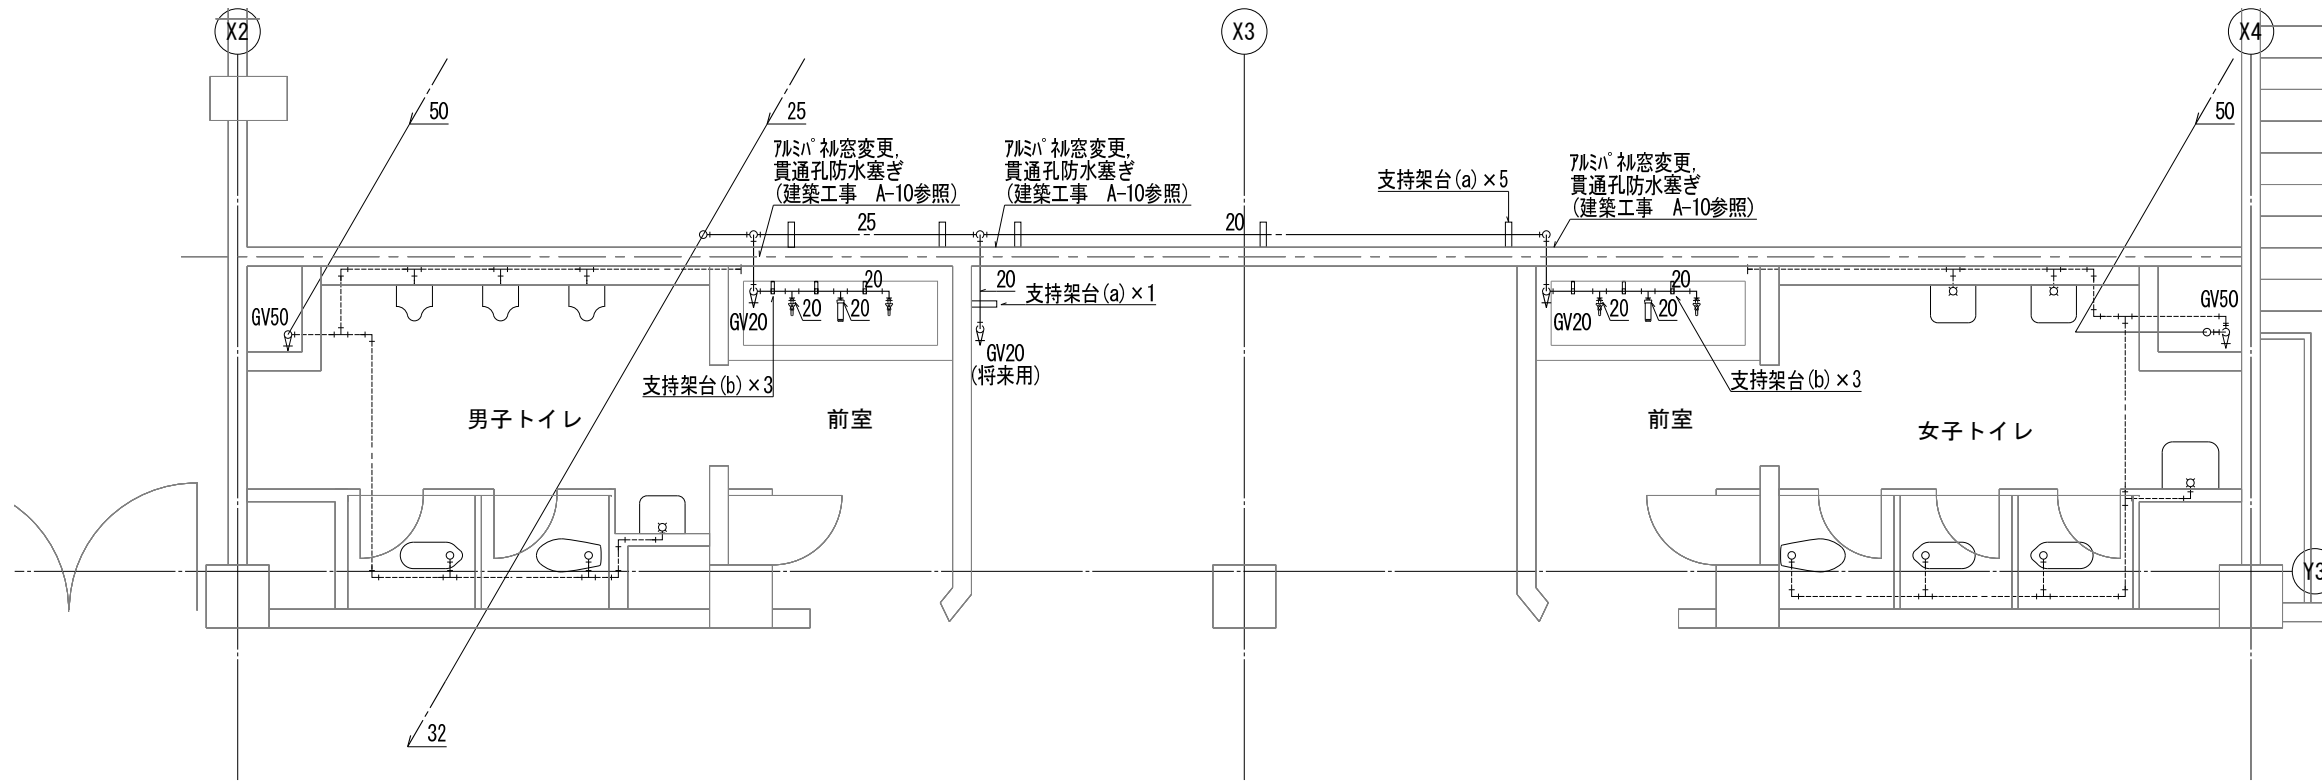 X2
X3
X4
50
25
50
アルミパネル窓変更,
貫通孔防水塞ぎ
(建築工事　A-10参照)
アルミパネル窓変更,
貫通孔防水塞ぎ
(建築工事　A-10参照)
支持架台(a)×5
アルミパネル窓変更,
貫通孔防水塞ぎ
(建築工事　A-10参照)
25
20
GV50
20
20
20
GV20
20
20
支持架台(a)×1
GV20
(将来用)
20
GV20
20
20
GV50
支持架台(b)×3
支持架台(b)×3
男子トイレ
前室
前室
女子トイレ
Y3
32